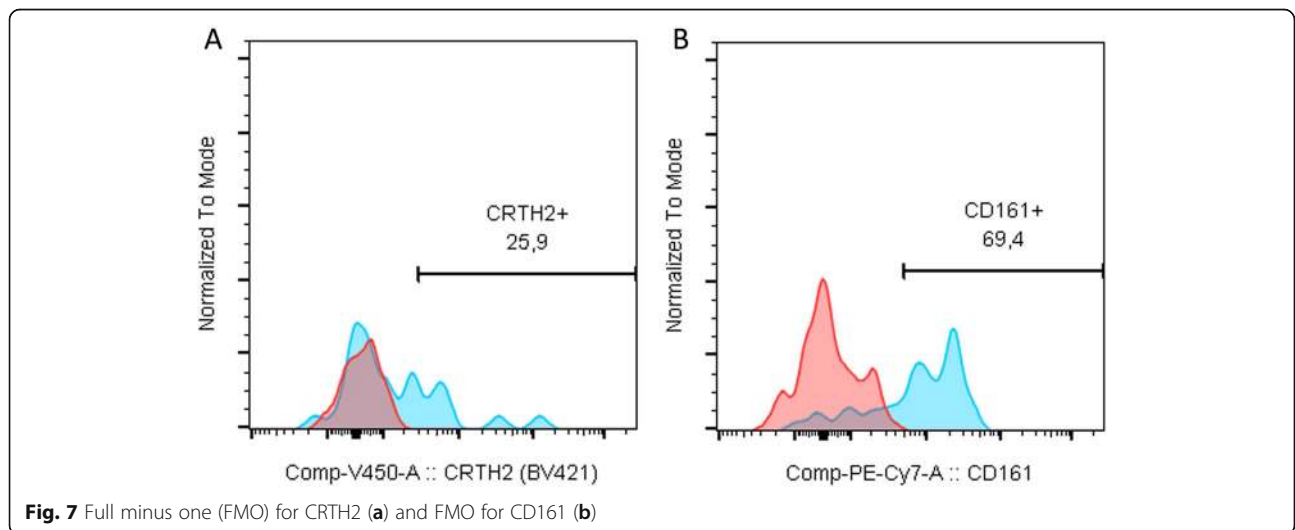 A
Normalized To Mode
CRTH2+
25,9
Comp-V450-A :: CRTH2 (BV421)
B
Normalized To Mode
CD161+
69,4
Comp-PE-Cy7-A :: CD161
Fig. 7 Full minus one (FMO) for CRTH2 (a) and FMO for CD161 (b)